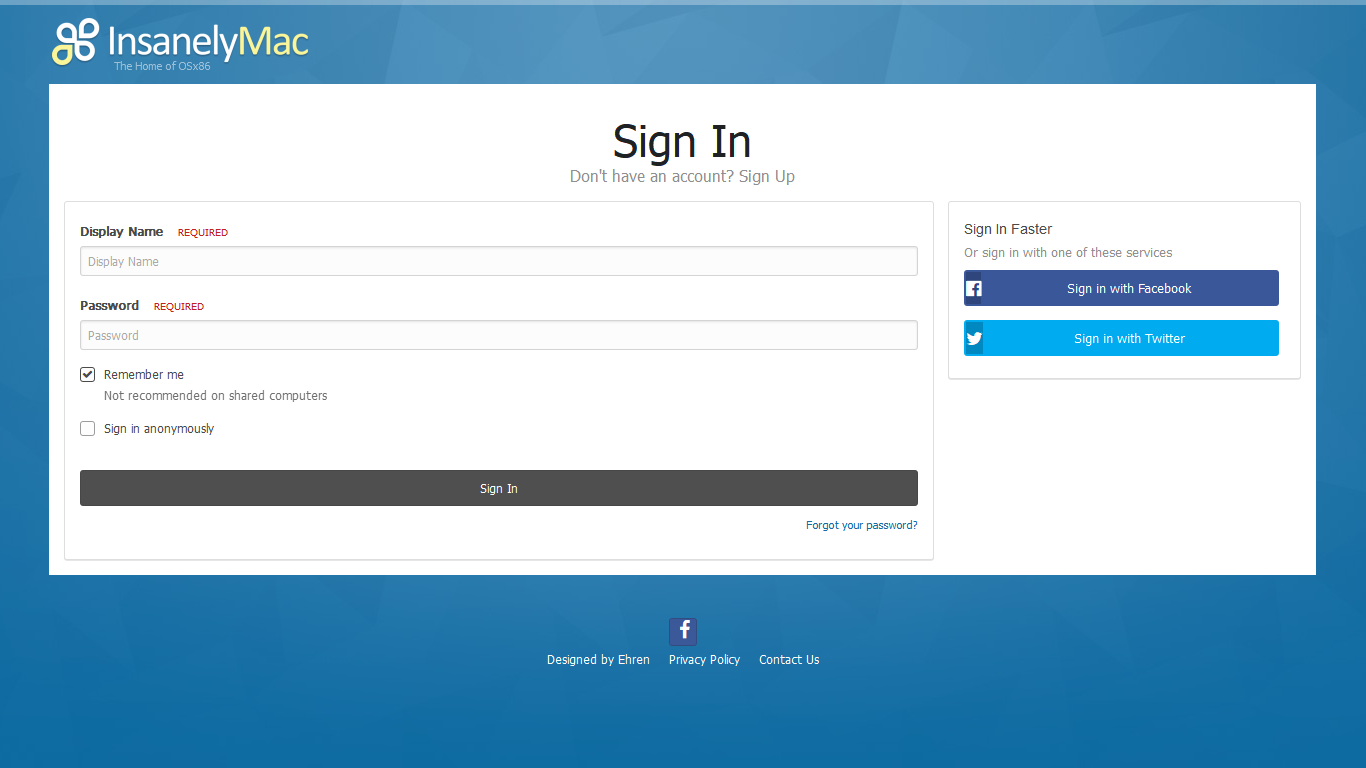 InsanelyMac
The Home of OSx86
Sign In
Don't have an account? Sign Up
Display Name REQUIRED
Display Name
Password REQUIRED
Password
Remember me
Not recommended on shared computers
Sign in anonymously
Sign In
Forgot your password?
Sign In Faster
Or sign in with one of these services
Sign in with Facebook
Sign in with Twitter
Designed by Ehren Privacy Policy Contact Us